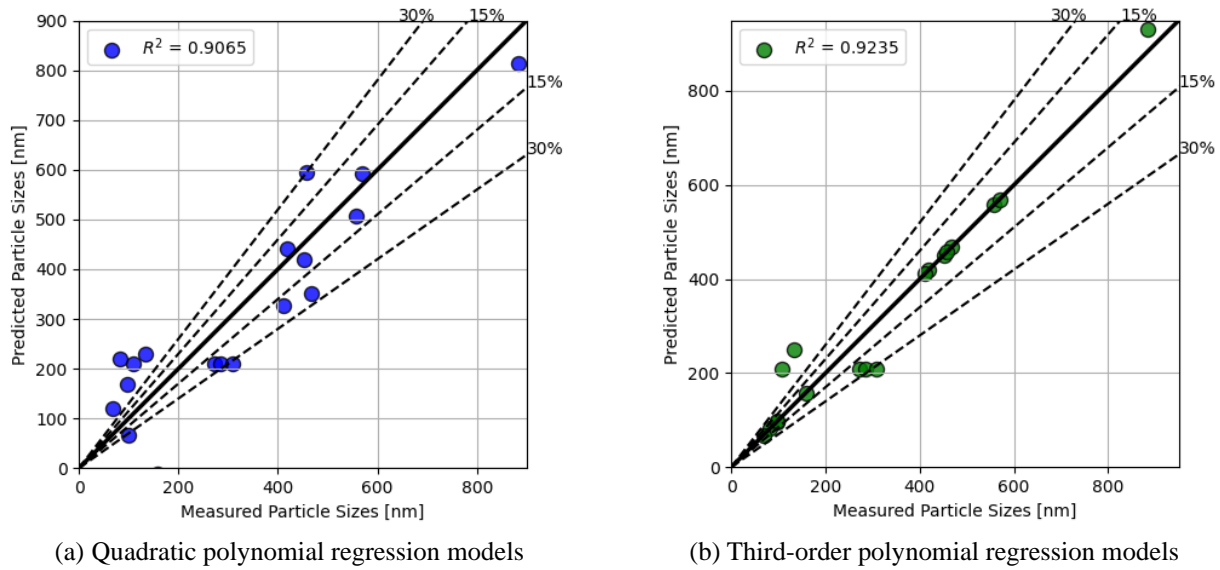 30% 15%
R² = 0.9065
15%
30%
900
800
700
600
500
400
300
200
100
0
Predicted Particle Sizes [nm]
0 200 400 600 800
Measured Particle Sizes [nm]
(a) Quadratic polynomial regression models
30% 15%
R² = 0.9235
15%
30%
800
600
400
200
0
Predicted Particle Sizes [nm]
0 200 400 600 800
Measured Particle Sizes [nm]
(b) Third-order polynomial regression models